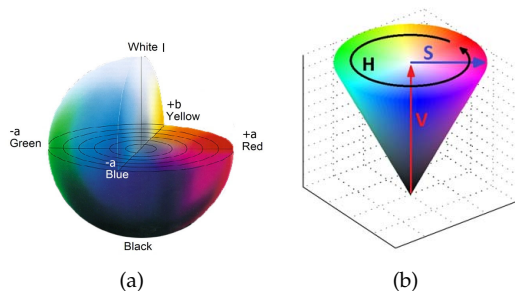 White l
+b
Yellow
-a
Green
+a
Red
-a
Blue
Black
(a)
H
S
V
(b)